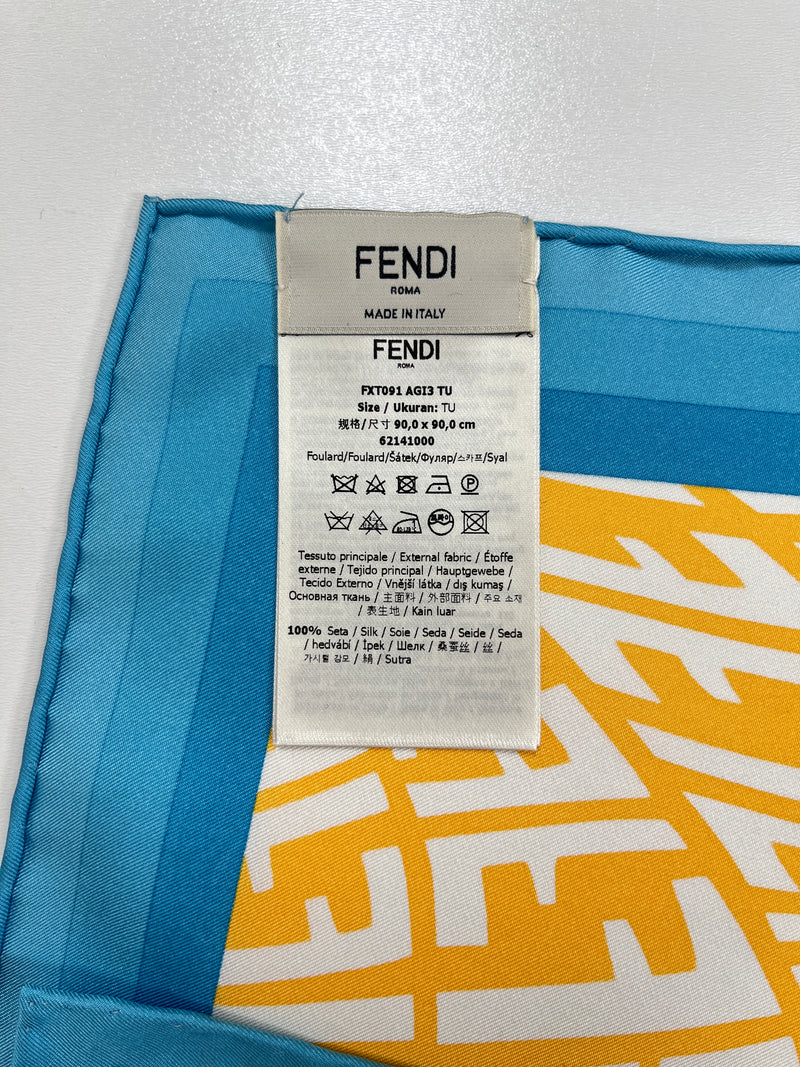 FENDI
ROMA
MADE IN ITALY
FENDI
ROMA
FXT091 AGI3 TU
Size / Ukuran: TU
规格/尺寸 90,0 x 90,0 cm
62141000
Foulard/Foulard/Šátek/Фуляр/스카프/Syal
Tessuto principale / External fabric / Étoffe
externe / Tejido principal / Hauptgewebe /
Tecido Externo / Vnější látka / dış kumaş /
Основная ткань / 主面料 / 外部面料 / 주요 소재
/ 表生地 / Kain luar
100% Seta / Silk / Soie / Seda / Seide / Seda
/ hedvábí / İpek / Шелк / 桑蚕丝 / 丝 /
가시뽕 잠모 / 絹 / Sutra